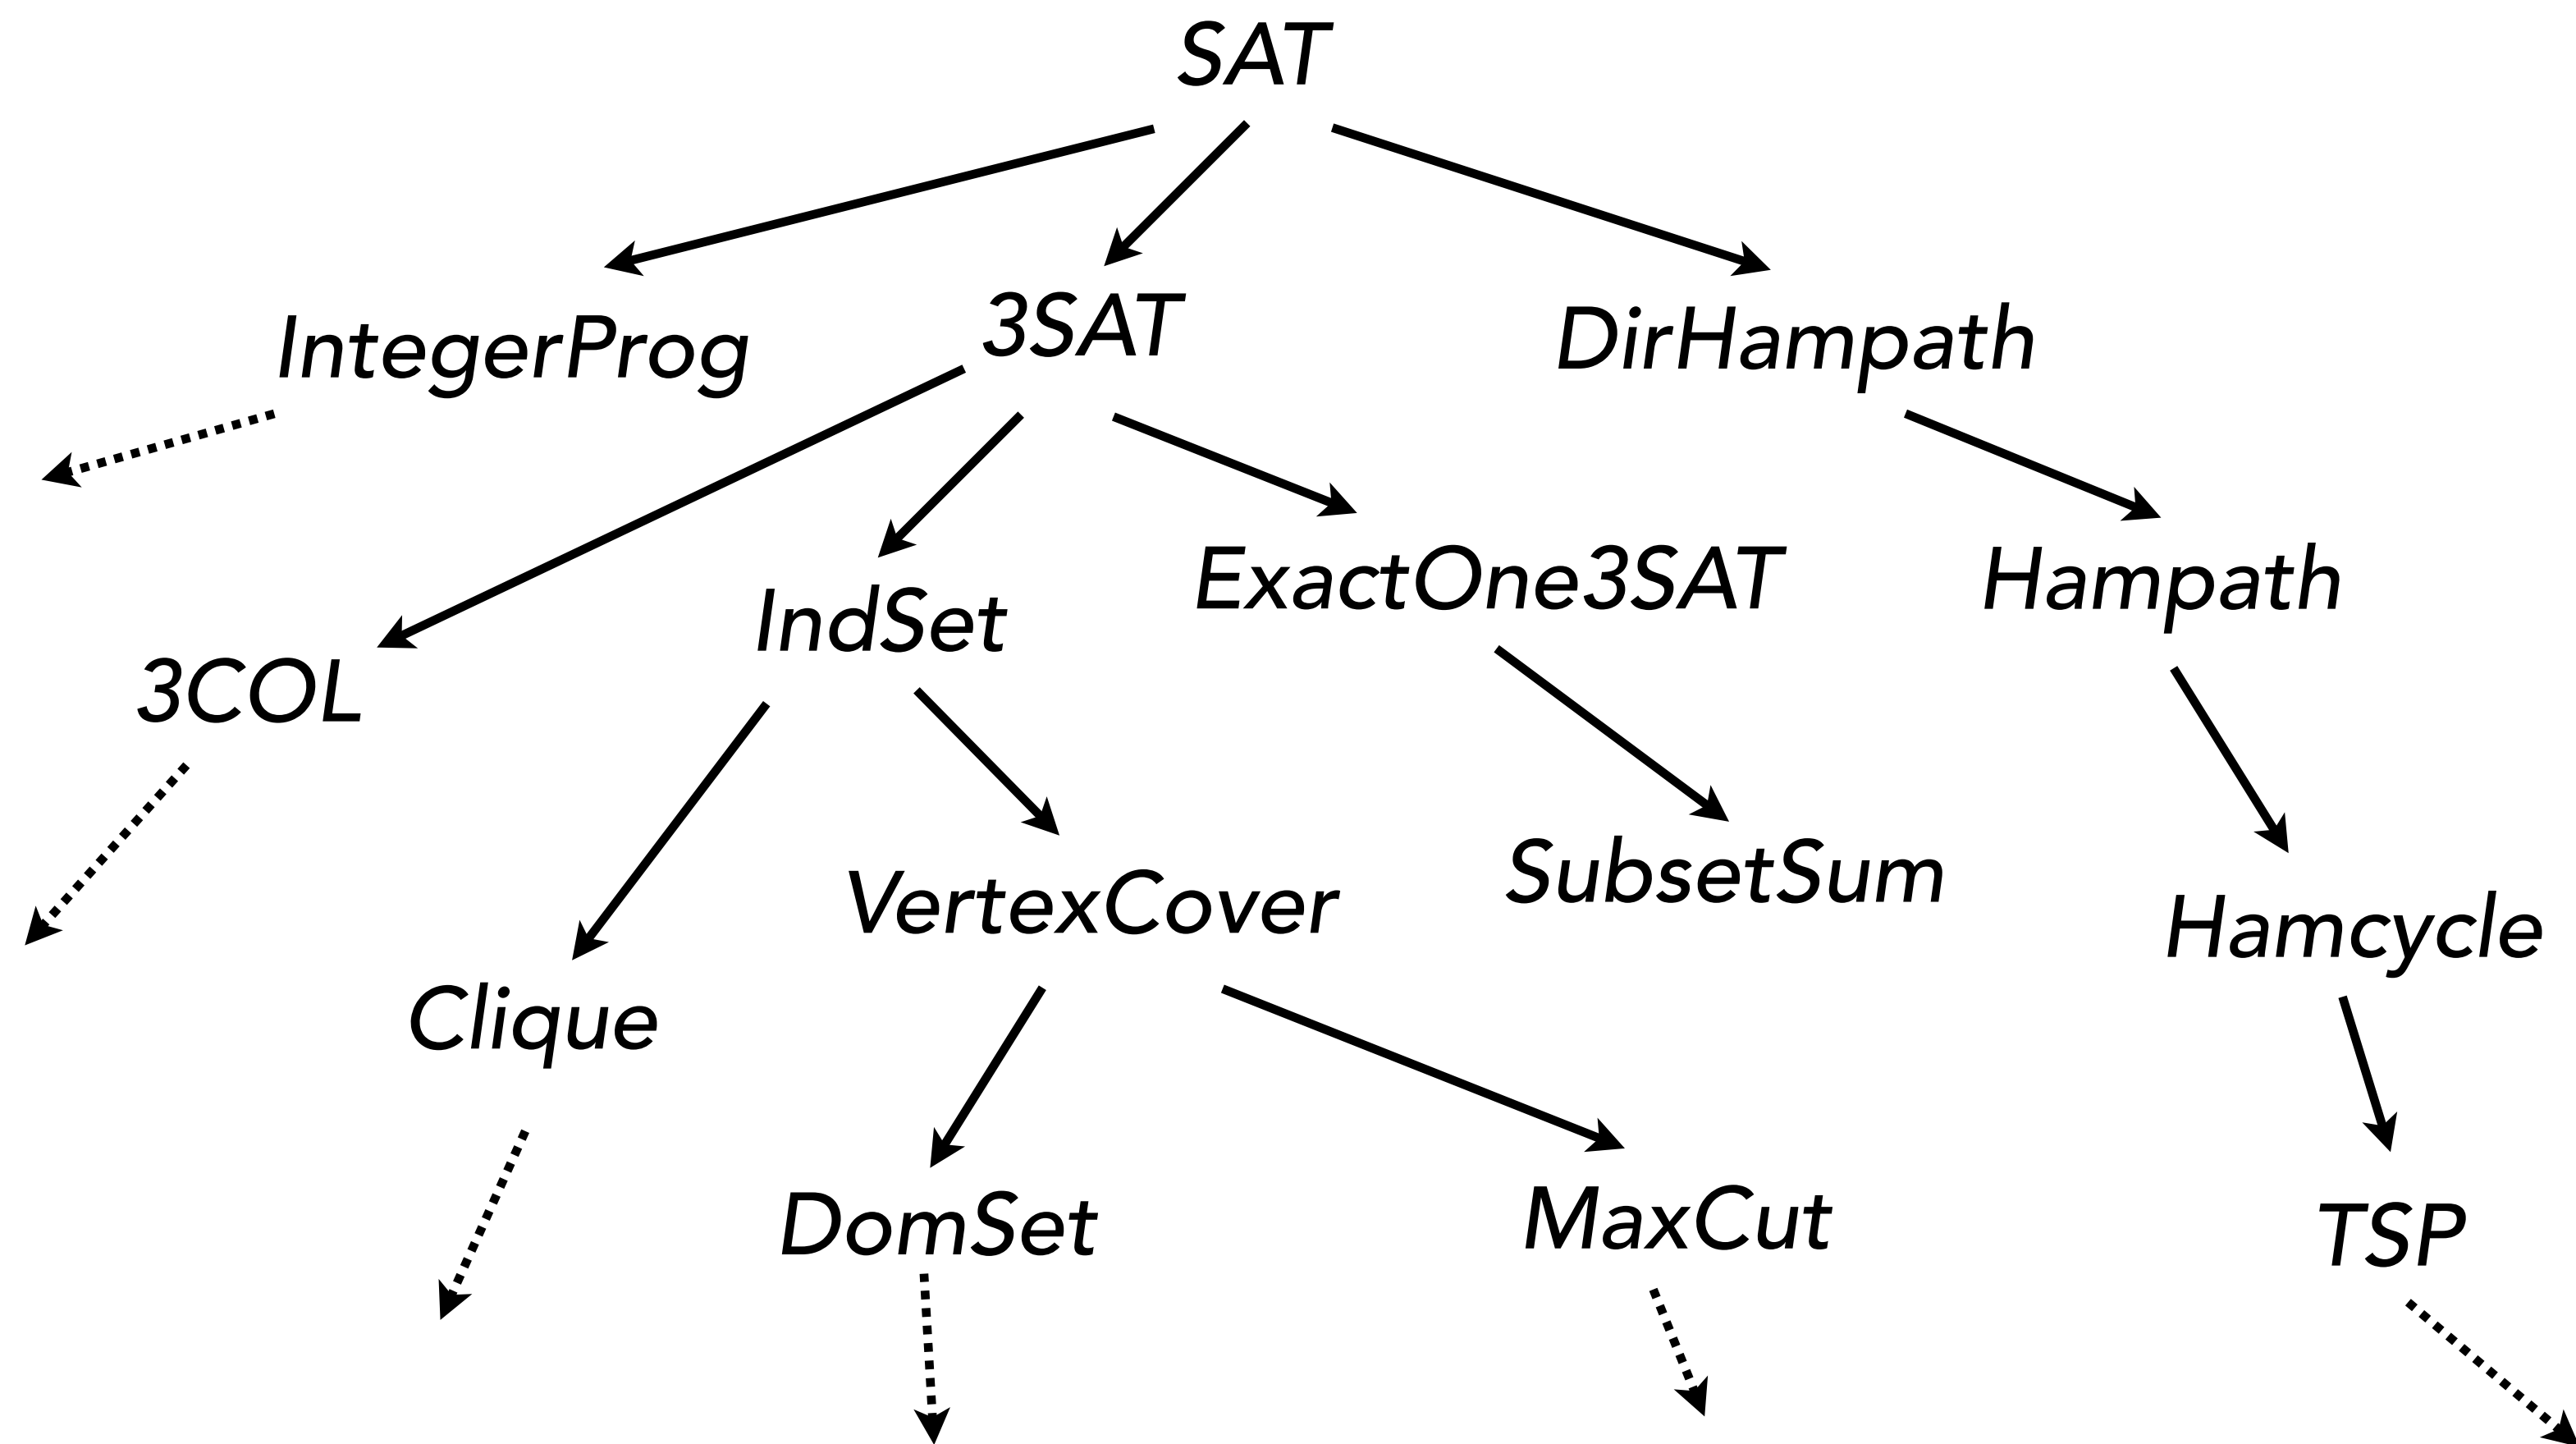 SAT
IntegerProg
3SAT
DirHampath
3COL
IndSet
ExactOne3SAT
Hampath
Clique
VertexCover
SubsetSum
Hamcycle
DomSet
MaxCut
TSP